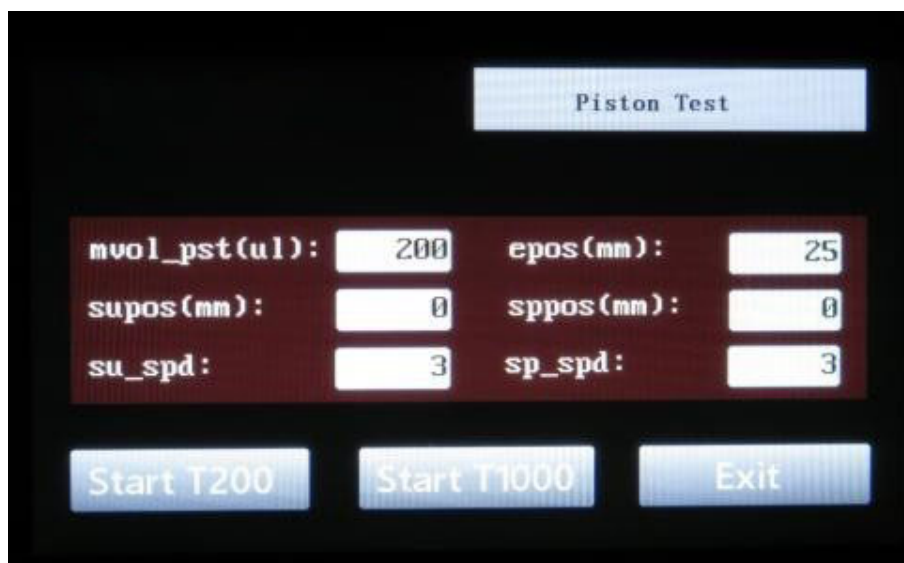 Piston Test
mvol_pst(ul): 200 epos(mm): 25
supos(mm): 0 sppos(mm): 0
su_spd: 3 sp_spd: 3
Start T200 Start T1000 Exit